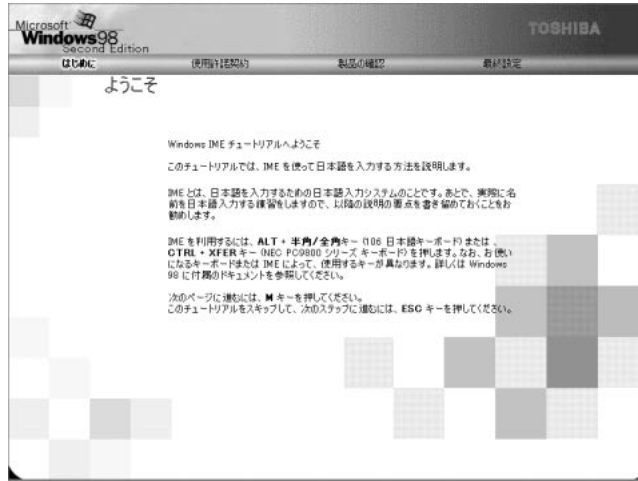 Microsoft
Windows98
Second Edition
TOSHIBA
はじめに 使用許諾契約 製品の確認 最終設定
ようこそ
Windows IME チュートリアルへようこそ
このチュートリアルでは、IME を使って日本語を入力する方法を説明します。
IME とは、日本語を入力するための日本語入力システムのことです。あとで、実際に名
前を日本語入力する練習をしますので、以降の説明の要点を書き留めておくことをお
勧めします。
IME を利用するには、ALT + 半角/全角キー (106 日本語キーボード) または 、
CTRL + XFER キー (NEC PC9800 シリーズ キーボード) を押します。なお、お使い
になるキーボードまたは IME によって、使用するキーが異なります。詳しくは Windows
98 に付属のドキュメントを参照してください。
次のページに進むには、M キーを押してください。
このチュートリアルをスキップして、次のステップに進むには、ESC キーを押してください。